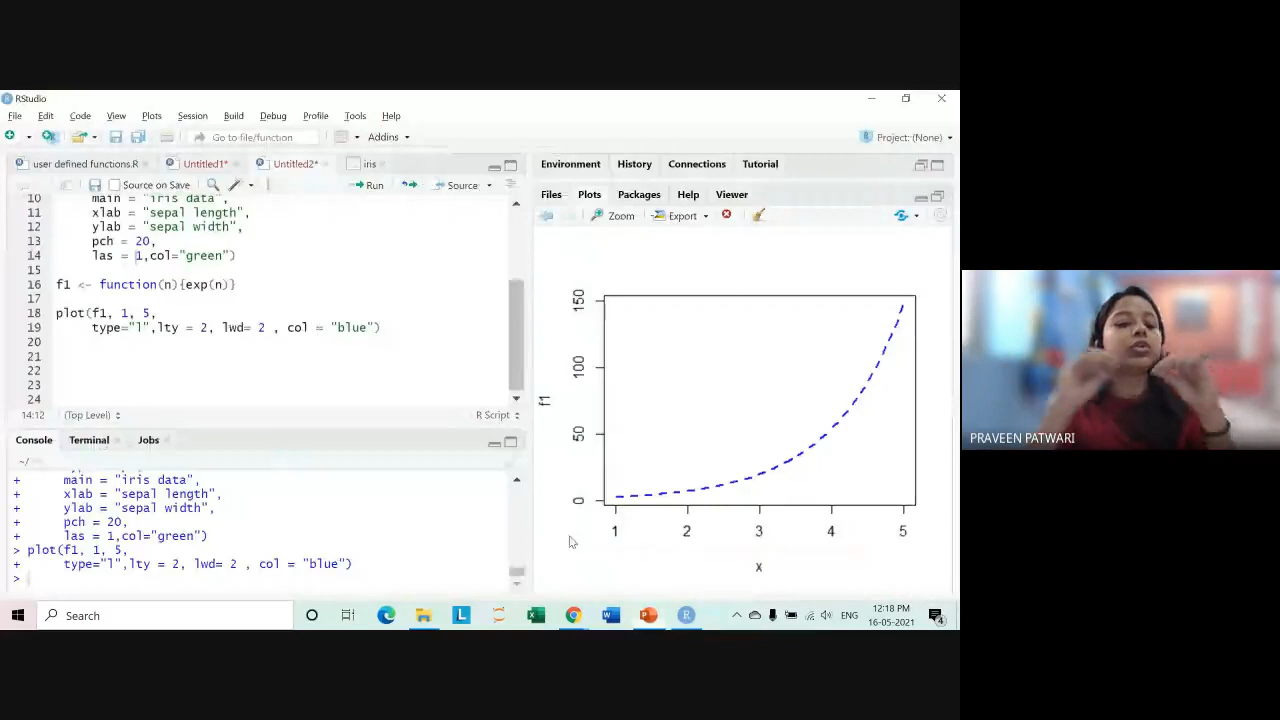 RStudio
File Edit Code View Plots Session Build Debug Profile Tools Help
Go to file/function Addins Project: (None)
user defined functions.R Untitled1* Untitled2* iris
Source on Save Run Source
10 main = "iris data",
11 xlab = "sepal length",
12 ylab = "sepal width",
13 pch = 20,
14 las = 1,col="green")
15
16 f1 <- function(n){exp(n)}
17
18 plot(f1, 1, 5,
19 type="l",lty = 2, lwd= 2 , col = "blue")
20
21
22
23
24
14:12 (Top Level) R Script
Console Terminal Jobs
~/
+ main = "iris data",
+ xlab = "sepal length",
+ ylab = "sepal width",
+ pch = 20,
+ las = 1,col="green")
> plot(f1, 1, 5,
+ type="l",lty = 2, lwd= 2 , col = "blue")
>
Environment History Connections Tutorial
Files Plots Packages Help Viewer
Zoom Export
150
100
50
0
f1
1 2 3 4 5
x
PRAVEEN PATWARI
Search
ENG
12:18 PM
16-05-2021
4